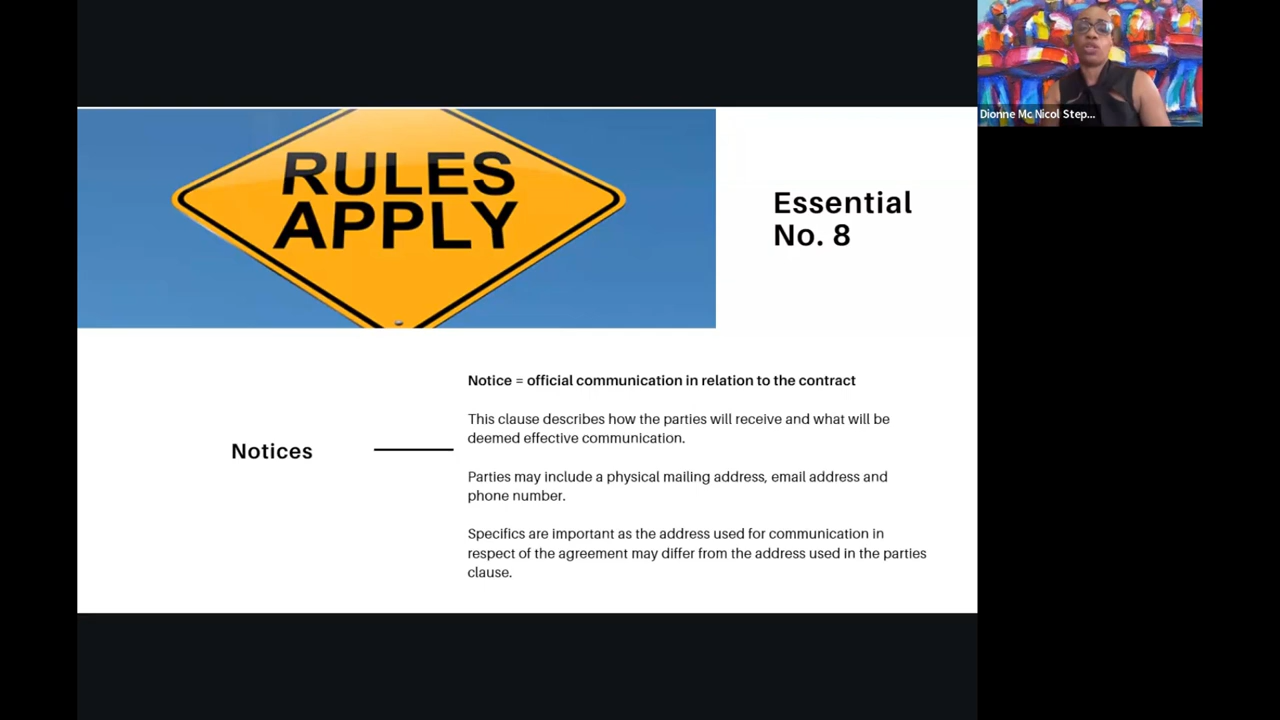 RULES
APPLY
Essential
No. 8
Notices
Notice = official communication in relation to the contract
This clause describes how the parties will receive and what will be
deemed effective communication.
Parties may include a physical mailing address, email address and
phone number.
Specifics are important as the address used for communication in
respect of the agreement may differ from the address used in the parties
clause.
Dionne Mc Nicol Step...